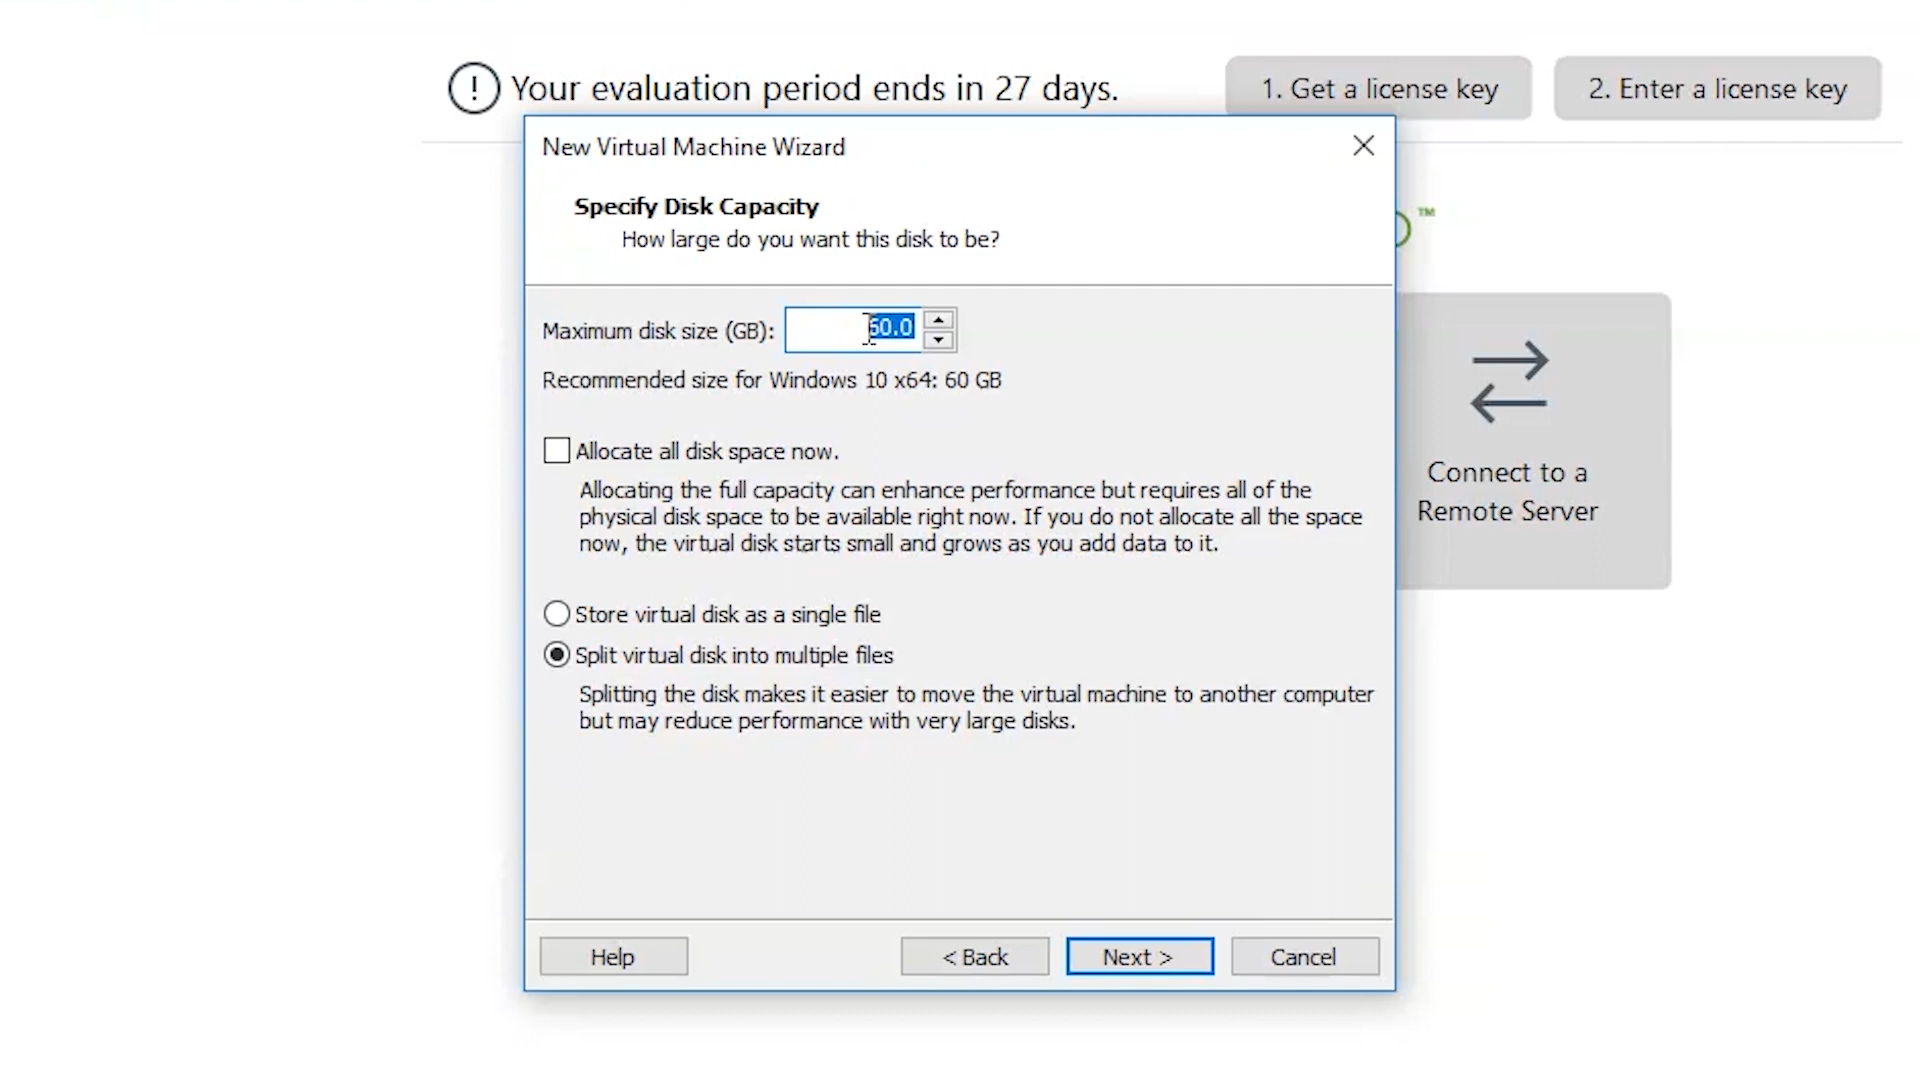 ! Your evaluation period ends in 27 days.
1. Get a license key
2. Enter a license key
New Virtual Machine Wizard
Specify Disk Capacity
How large do you want this disk to be?
TM
Maximum disk size (GB): 60.0
Recommended size for Windows 10 x64: 60 GB
Allocate all disk space now.
Allocating the full capacity can enhance performance but requires all of the
physical disk space to be available right now. If you do not allocate all the space
now, the virtual disk starts small and grows as you add data to it.
Store virtual disk as a single file
Split virtual disk into multiple files
Splitting the disk makes it easier to move the virtual machine to another computer
but may reduce performance with very large disks.
Connect to a
Remote Server
Help
< Back
Next >
Cancel